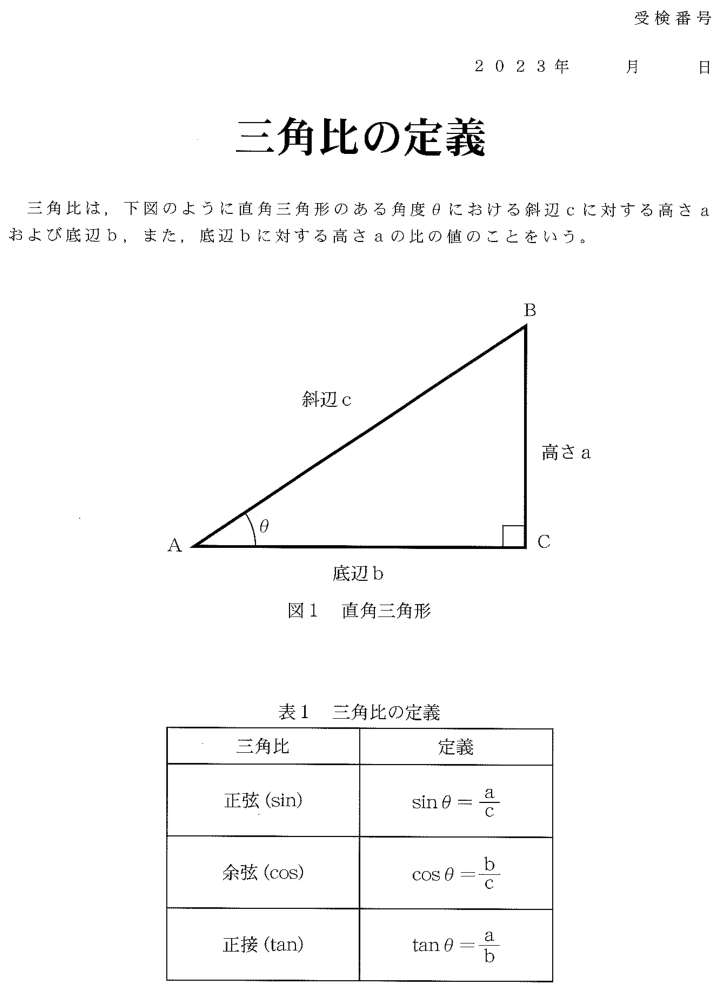 受検番号
２０２３年　　月　　日
三角比の定義
三角比は，下図のように直角三角形のある角度θにおける斜辺ｃに対する高さａ
および底辺ｂ，また，底辺ｂに対する高さａの比の値のことをいう。
B
斜辺ｃ
高さａ
θ
A
C
底辺ｂ
図１　直角三角形
表１　三角比の定義
三角比　定義
正弦(sin)　sinθ＝a/c
余弦(cos)　cosθ＝b/c
正接(tan)　tanθ＝a/b